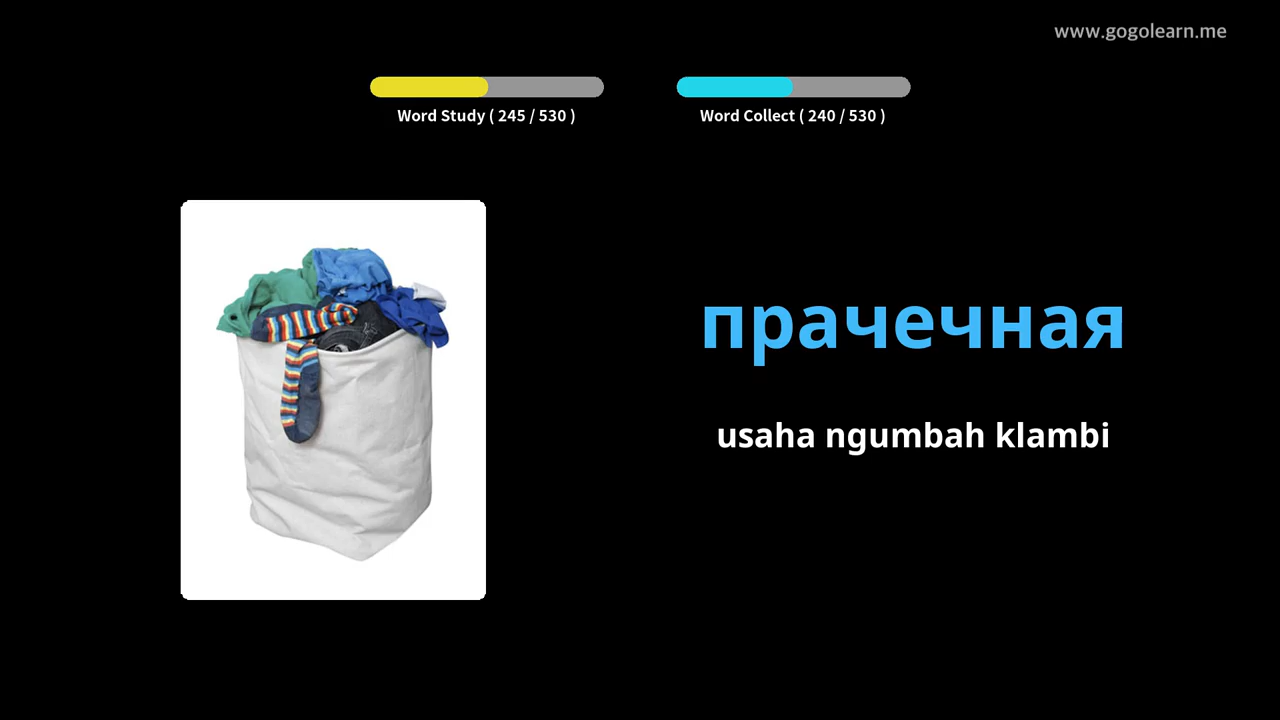 www.gogolearn.me
Word Study ( 245 / 530 )
Word Collect ( 240 / 530 )
прачечная
usaha ngumbah klambi